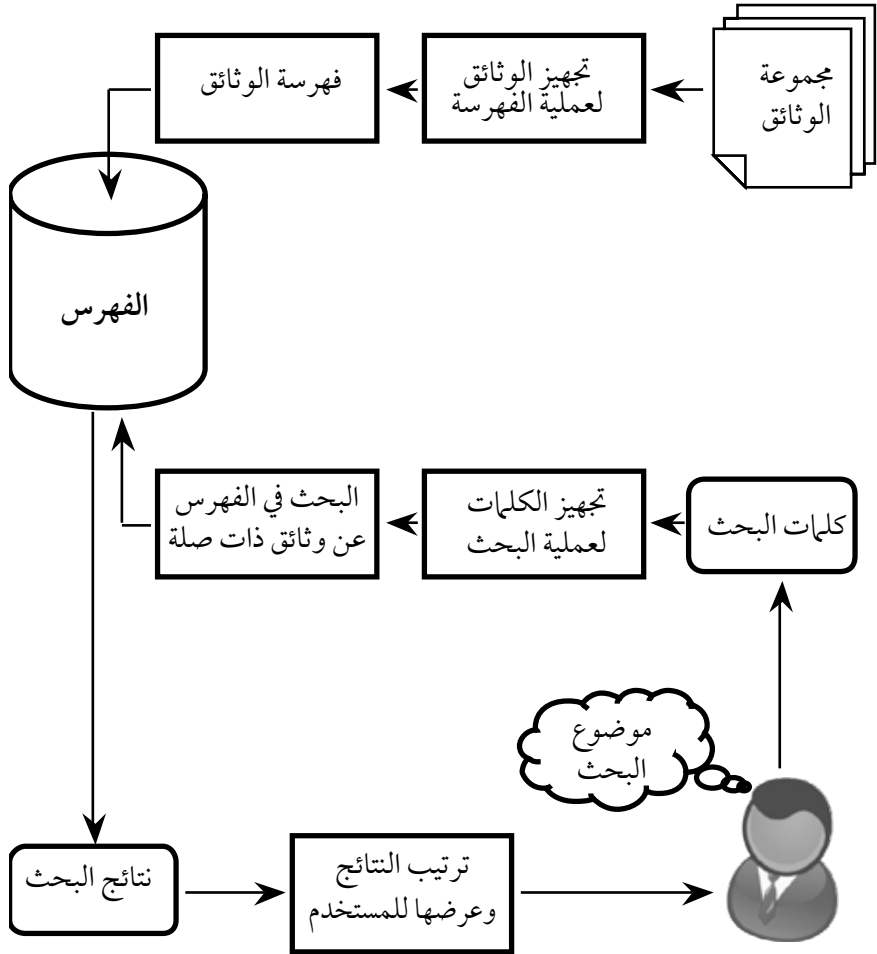 مجموعة
الوثائق
تجهيز الوثائق
لعملية الفهرسة
فهرسة الوثائق
الفهرس
كلمات البحث
تجهيز الكلمات
لعملية البحث
البحث في الفهرس
عن وثائق ذات صلة
موضوع
البحث
نتائج البحث
ترتيب النتائج
وعرضها للمستخدم